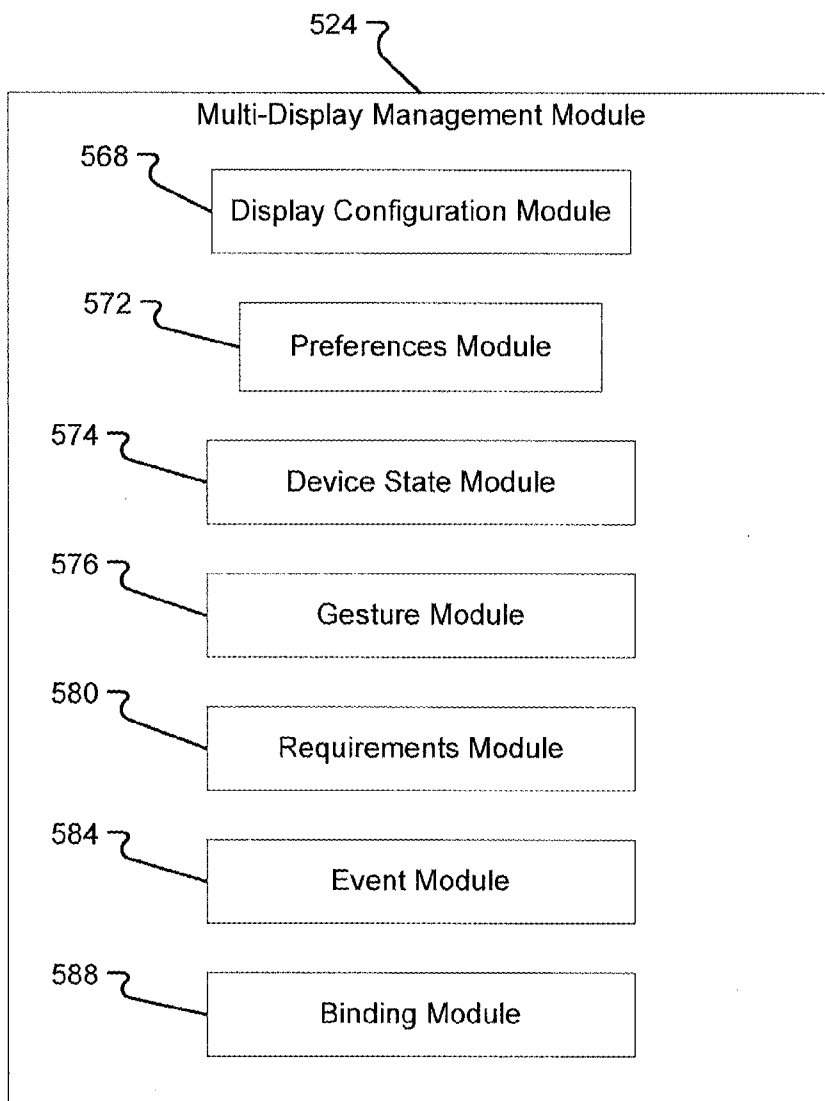 524
Multi-Display Management Module
568
Display Configuration Module
572
Preferences Module
574
Device State Module
576
Gesture Module
580
Requirements Module
584
Event Module
588
Binding Module